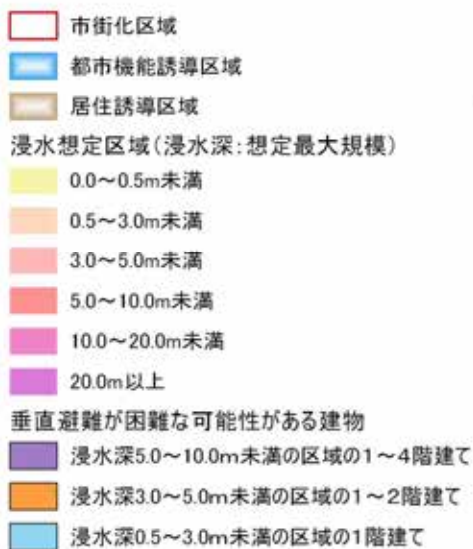 市街化区域
都市機能誘導区域
居住誘導区域
浸水想定区域(浸水深:想定最大規模)
0.0～0.5m未満
0.5～3.0m未満
3.0～5.0m未満
5.0～10.0m未満
10.0～20.0m未満
20.0m以上
垂直避難が困難な可能性がある建物
浸水深5.0～10.0m未満の区域の1～4階建て
浸水深3.0～5.0m未満の区域の1～2階建て
浸水深0.5～3.0m未満の区域の1階建て